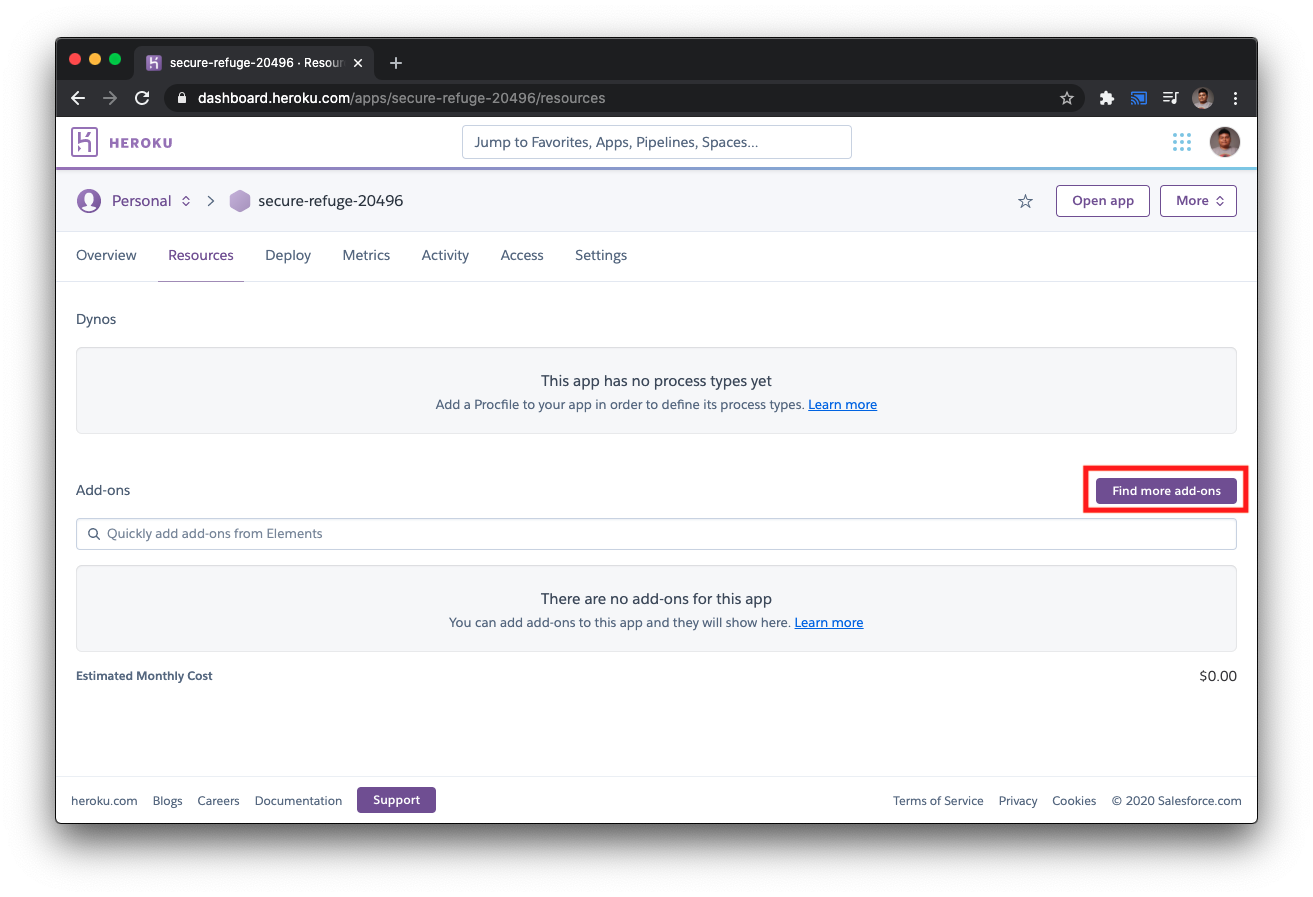 secure-refuge-20496 · Resour
dashboard.heroku.com/apps/secure-refuge-20496/resources
HEROKU
Jump to Favorites, Apps, Pipelines, Spaces...
Personal
secure-refuge-20496
Open app
More
Overview Resources Deploy Metrics Activity Access Settings
Dynos
This app has no process types yet
Add a Procfile to your app in order to define its process types. Learn more
Add-ons
Find more add-ons
Quickly add add-ons from Elements
There are no add-ons for this app
You can add add-ons to this app and they will show here. Learn more
Estimated Monthly Cost $0.00
heroku.com Blogs Careers Documentation Support Terms of Service Privacy Cookies © 2020 Salesforce.com